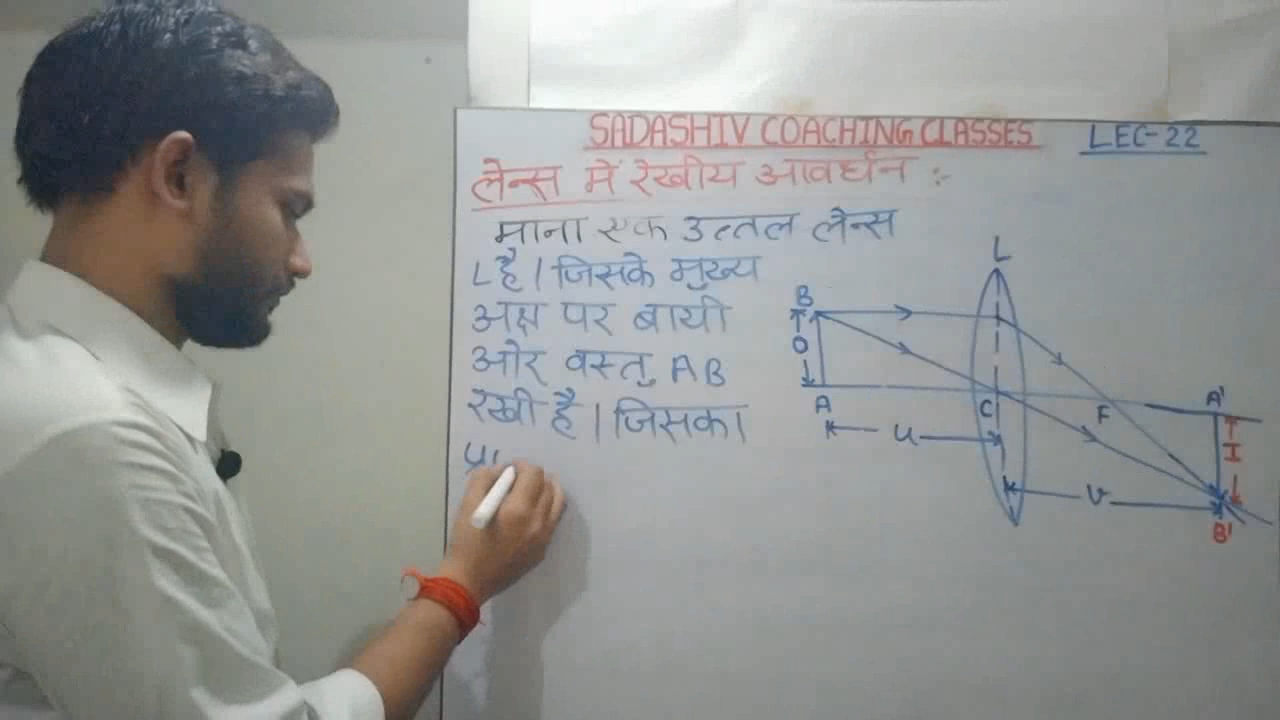 SADASHIV COACHING CLASSES LEC-22
लेन्स में रेखीय आवर्धन :-
माना एक उत्तल लेन्स
L है। जिसके मुख्य
अक्ष पर बायी
ओर वस्तु AB
रखी है। जिसका
L
B
O
A
C
F
A'
u
I
v
B'